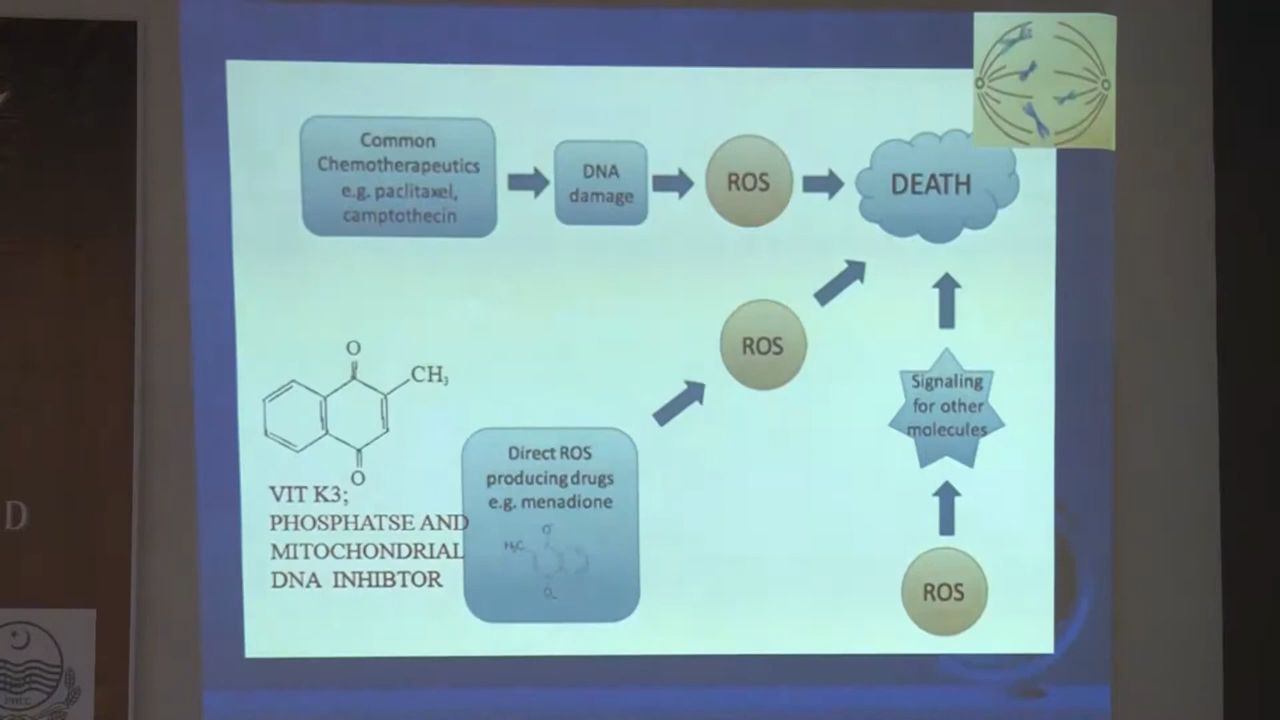 Common
Chemotherapeutics
e.g. paclitaxel,
camptothecin
DNA
damage
ROS
DEATH
ROS
Signaling
for other
molecules
ROS
O
CH3
O
VIT K3;
PHOSPHATSE AND
MITOCHONDRIAL
DNA INHIBTOR
Direct ROS
producing drugs
e.g. menadione
H₃C
D